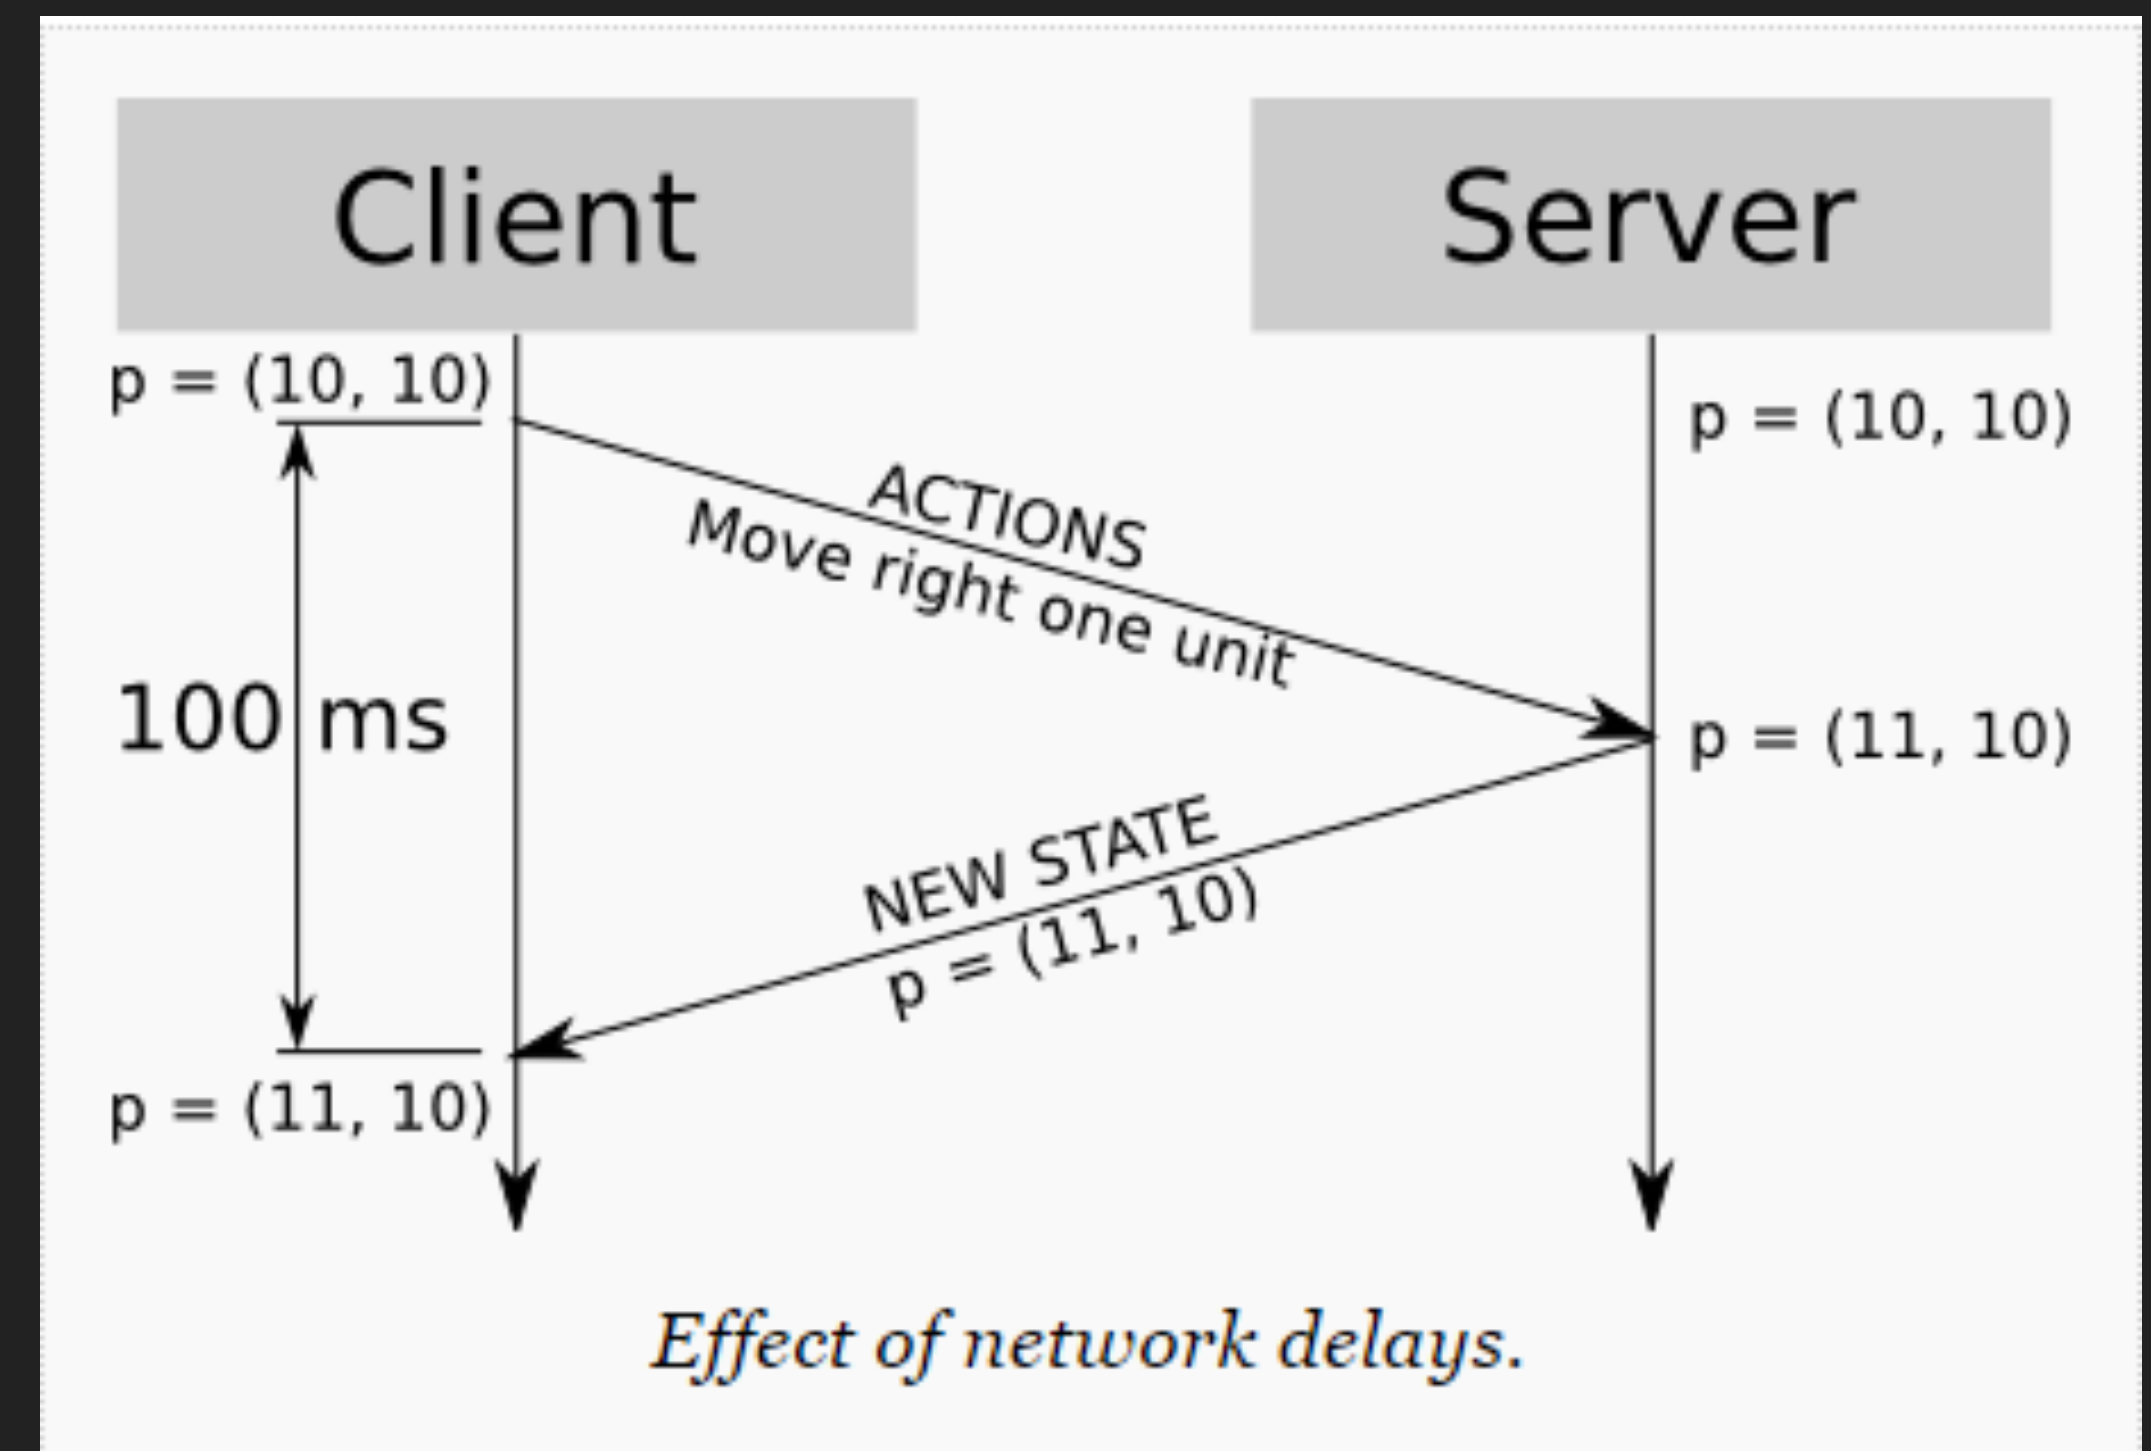 Client
Server
p = (10, 10)
p = (10, 10)
ACTIONS
Move right one unit
100 ms
p = (11, 10)
NEW STATE
p = (11, 10)
p = (11, 10)
Effect of network delays.